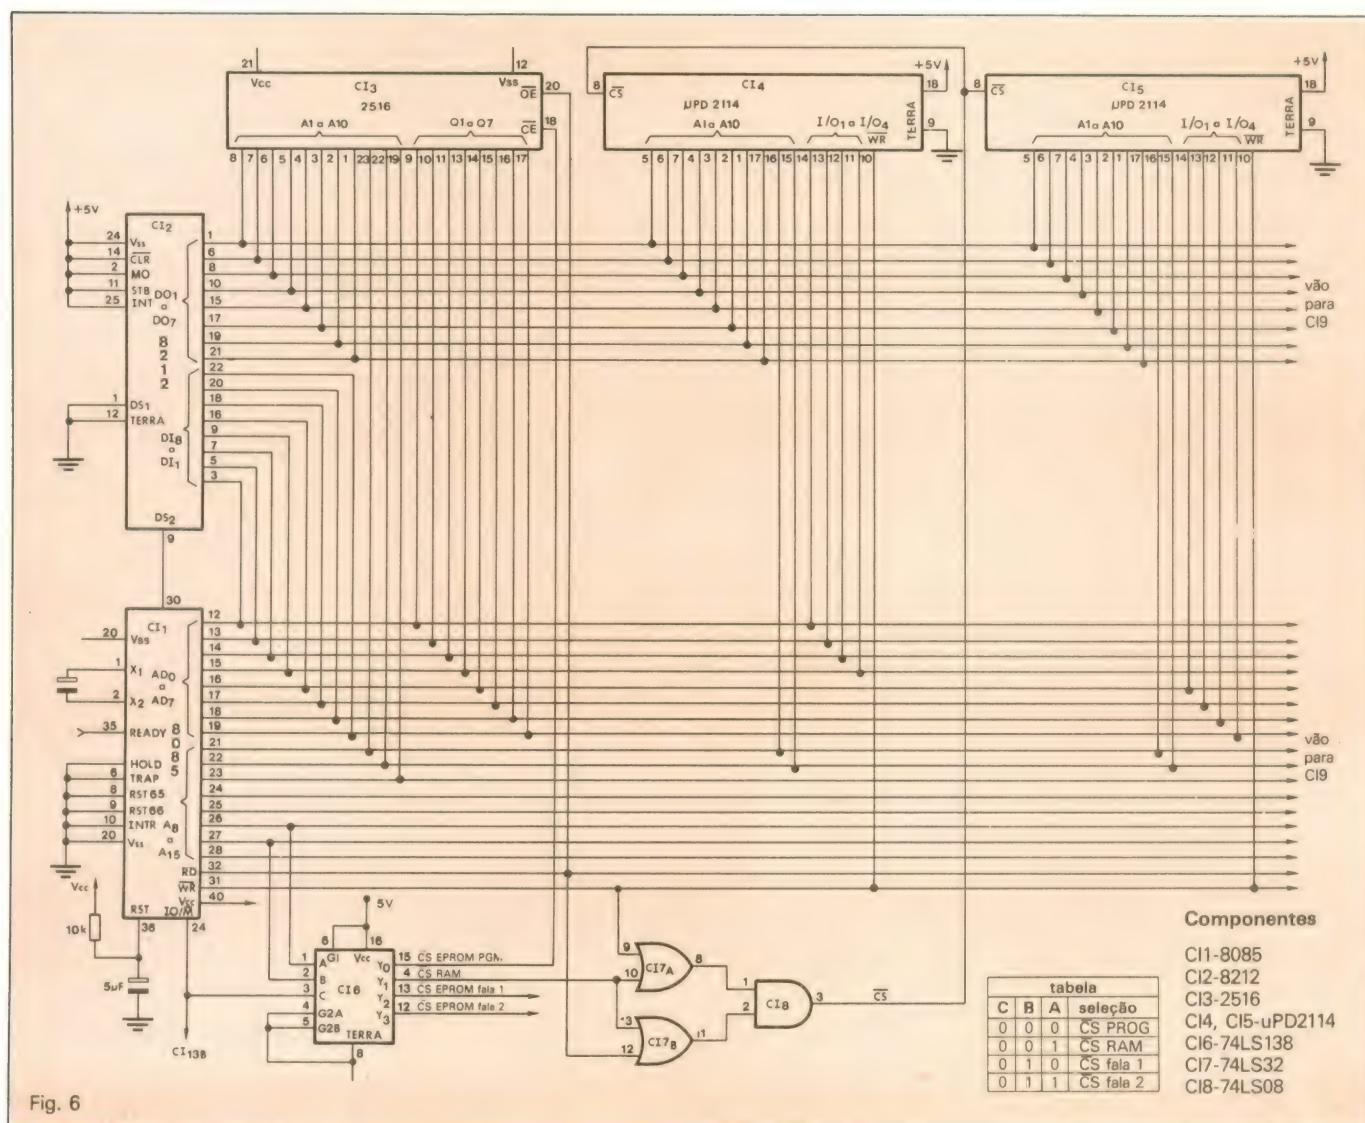 21
Vcc
12
Vss
CI3
2516
OE
20
CE
18
A1 a A10
Q1 a Q7
8 7 6 5 4 3 2 1 23 22 19 9 10 11 13 14 15 16 17
8
CS
CI4
µPD 2114
+5V
18
TERRA
9
A1 a A10
I/O1 a I/O4
WR
5 6 7 4 3 2 1 17 16 15 14 13 12 11 10
8
CS
CI5
µPD 2114
+5V
18
TERRA
9
A1 a A10
I/O1 a I/O4
WR
5 6 7 4 3 2 1 17 16 15 14 13 12 11 10
+5V
CI2
24 Vss
14 CLR
2 MO
11 STB
25 INT
DO1
a
DO7
8212
1 DS1
12 TERRA
DI8
a
DI1
DS2
9
1
6
8
10
15
17
19
21
22
20
18
16
9
7
5
3
vão
para
CI9
30
CI1
20 Vss
1 X1
2 X2
35 READY
HOLD
6 TRAP
8 RST65
9 RST66
10 INTR
20 Vss
AD0
a
AD7
8085
A8
a
A15
RD
WR
Vcc
RST
IO/M
36
24
12
13
14
15
16
17
18
19
21
22
23
24
25
26
27
28
32
31
40
vão
para
CI9
Vcc
10k
5µF
CI13B
5V
6
G1
16
Vcc
1 A
2 B
3 C
4 G2A
5 G2B
CI6
TERRA
8
Y0 15 CS EPROM PGM.
Y1 4 CS RAM
Y2 13 CS EPROM fala 1
Y3 12 CS EPROM fala 2
9
10
CI7A
8
13
12
CI7B
11
1
2
CI8
3
CS
tabela
C B A seleção
0 0 0 CS PROG
0 0 1 CS RAM
0 1 0 CS fala 1
0 1 1 CS fala 2
Componentes
CI1-8085
CI2-8212
CI3-2516
CI4, CI5-uPD2114
CI6-74LS138
CI7-74LS32
CI8-74LS08
Fig. 6